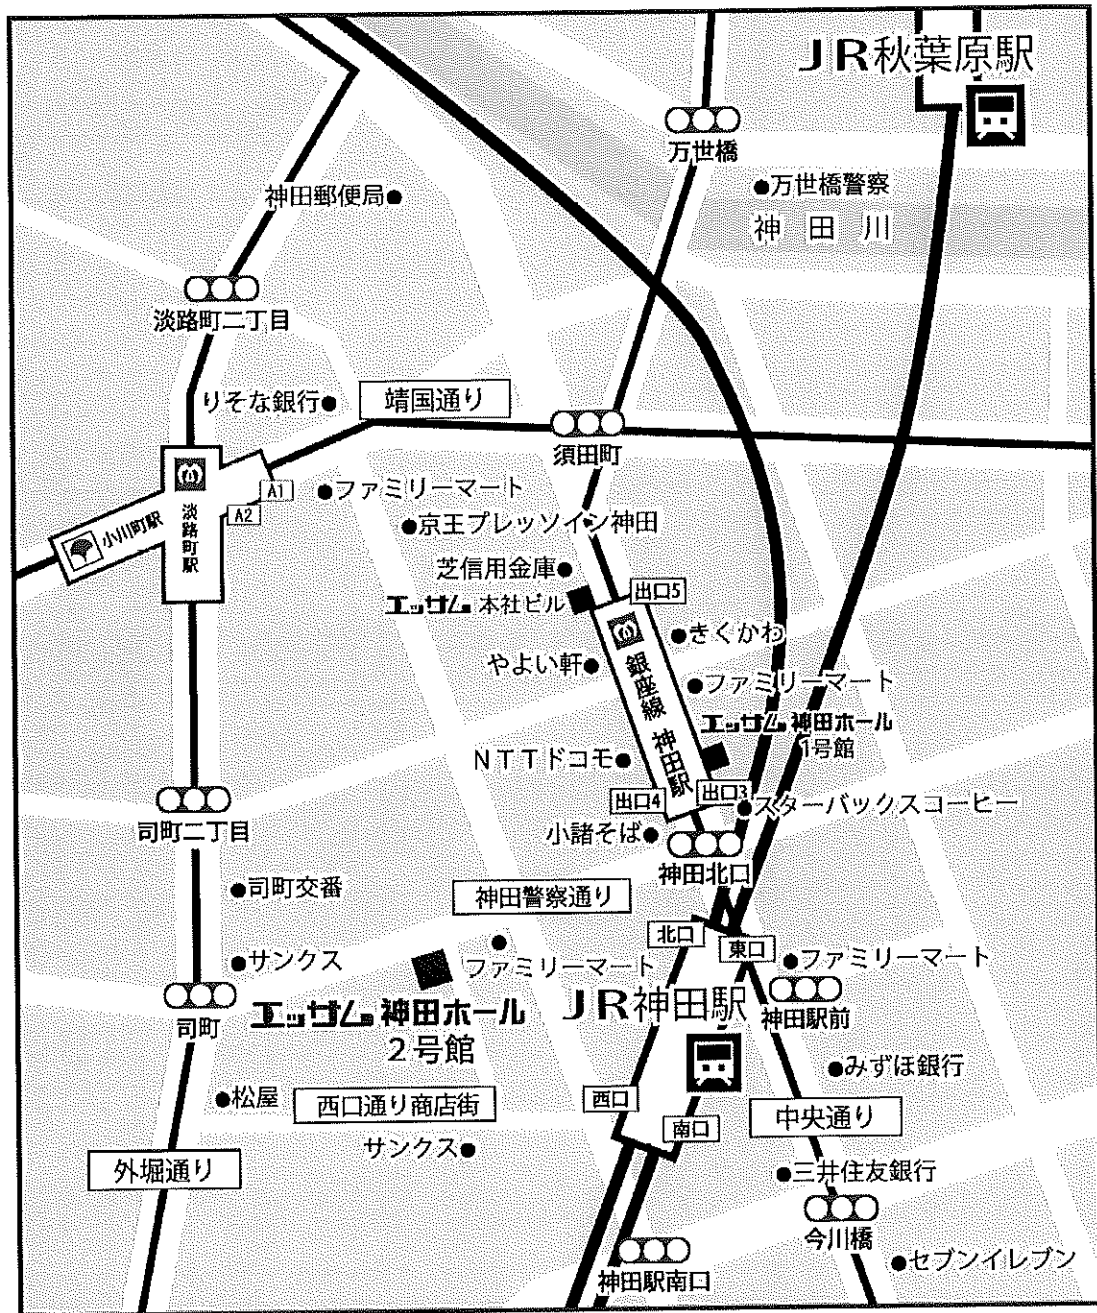 JR秋葉原駅
万世橋
万世橋警察
神田郵便局
神田川
淡路町二丁目
りそな銀行
靖国通り
須田町
A1
ファミリーマート
A2
小川町駅
淡路町駅
京王プレッソイン神田
芝信用金庫
出口5
エッサム 本社ビル
きくかわ
やよい軒
銀座線 神田駅
ファミリーマート
エッサム 神田ホール
1号館
NTTドコモ
出口3
出口4
スターバックスコーヒー
司町二丁目
小諸そば
神田北口
司町交番
神田警察通り
北口
東口
サンクス
ファミリーマート
ファミリーマート
司町
エッサム 神田ホール
2号館
JR神田駅
神田駅前
みずほ銀行
松屋
西口通り商店街
西口
南口
中央通り
サンクス
外堀通り
三井住友銀行
今川橋
神田駅南口
セブンイレブン